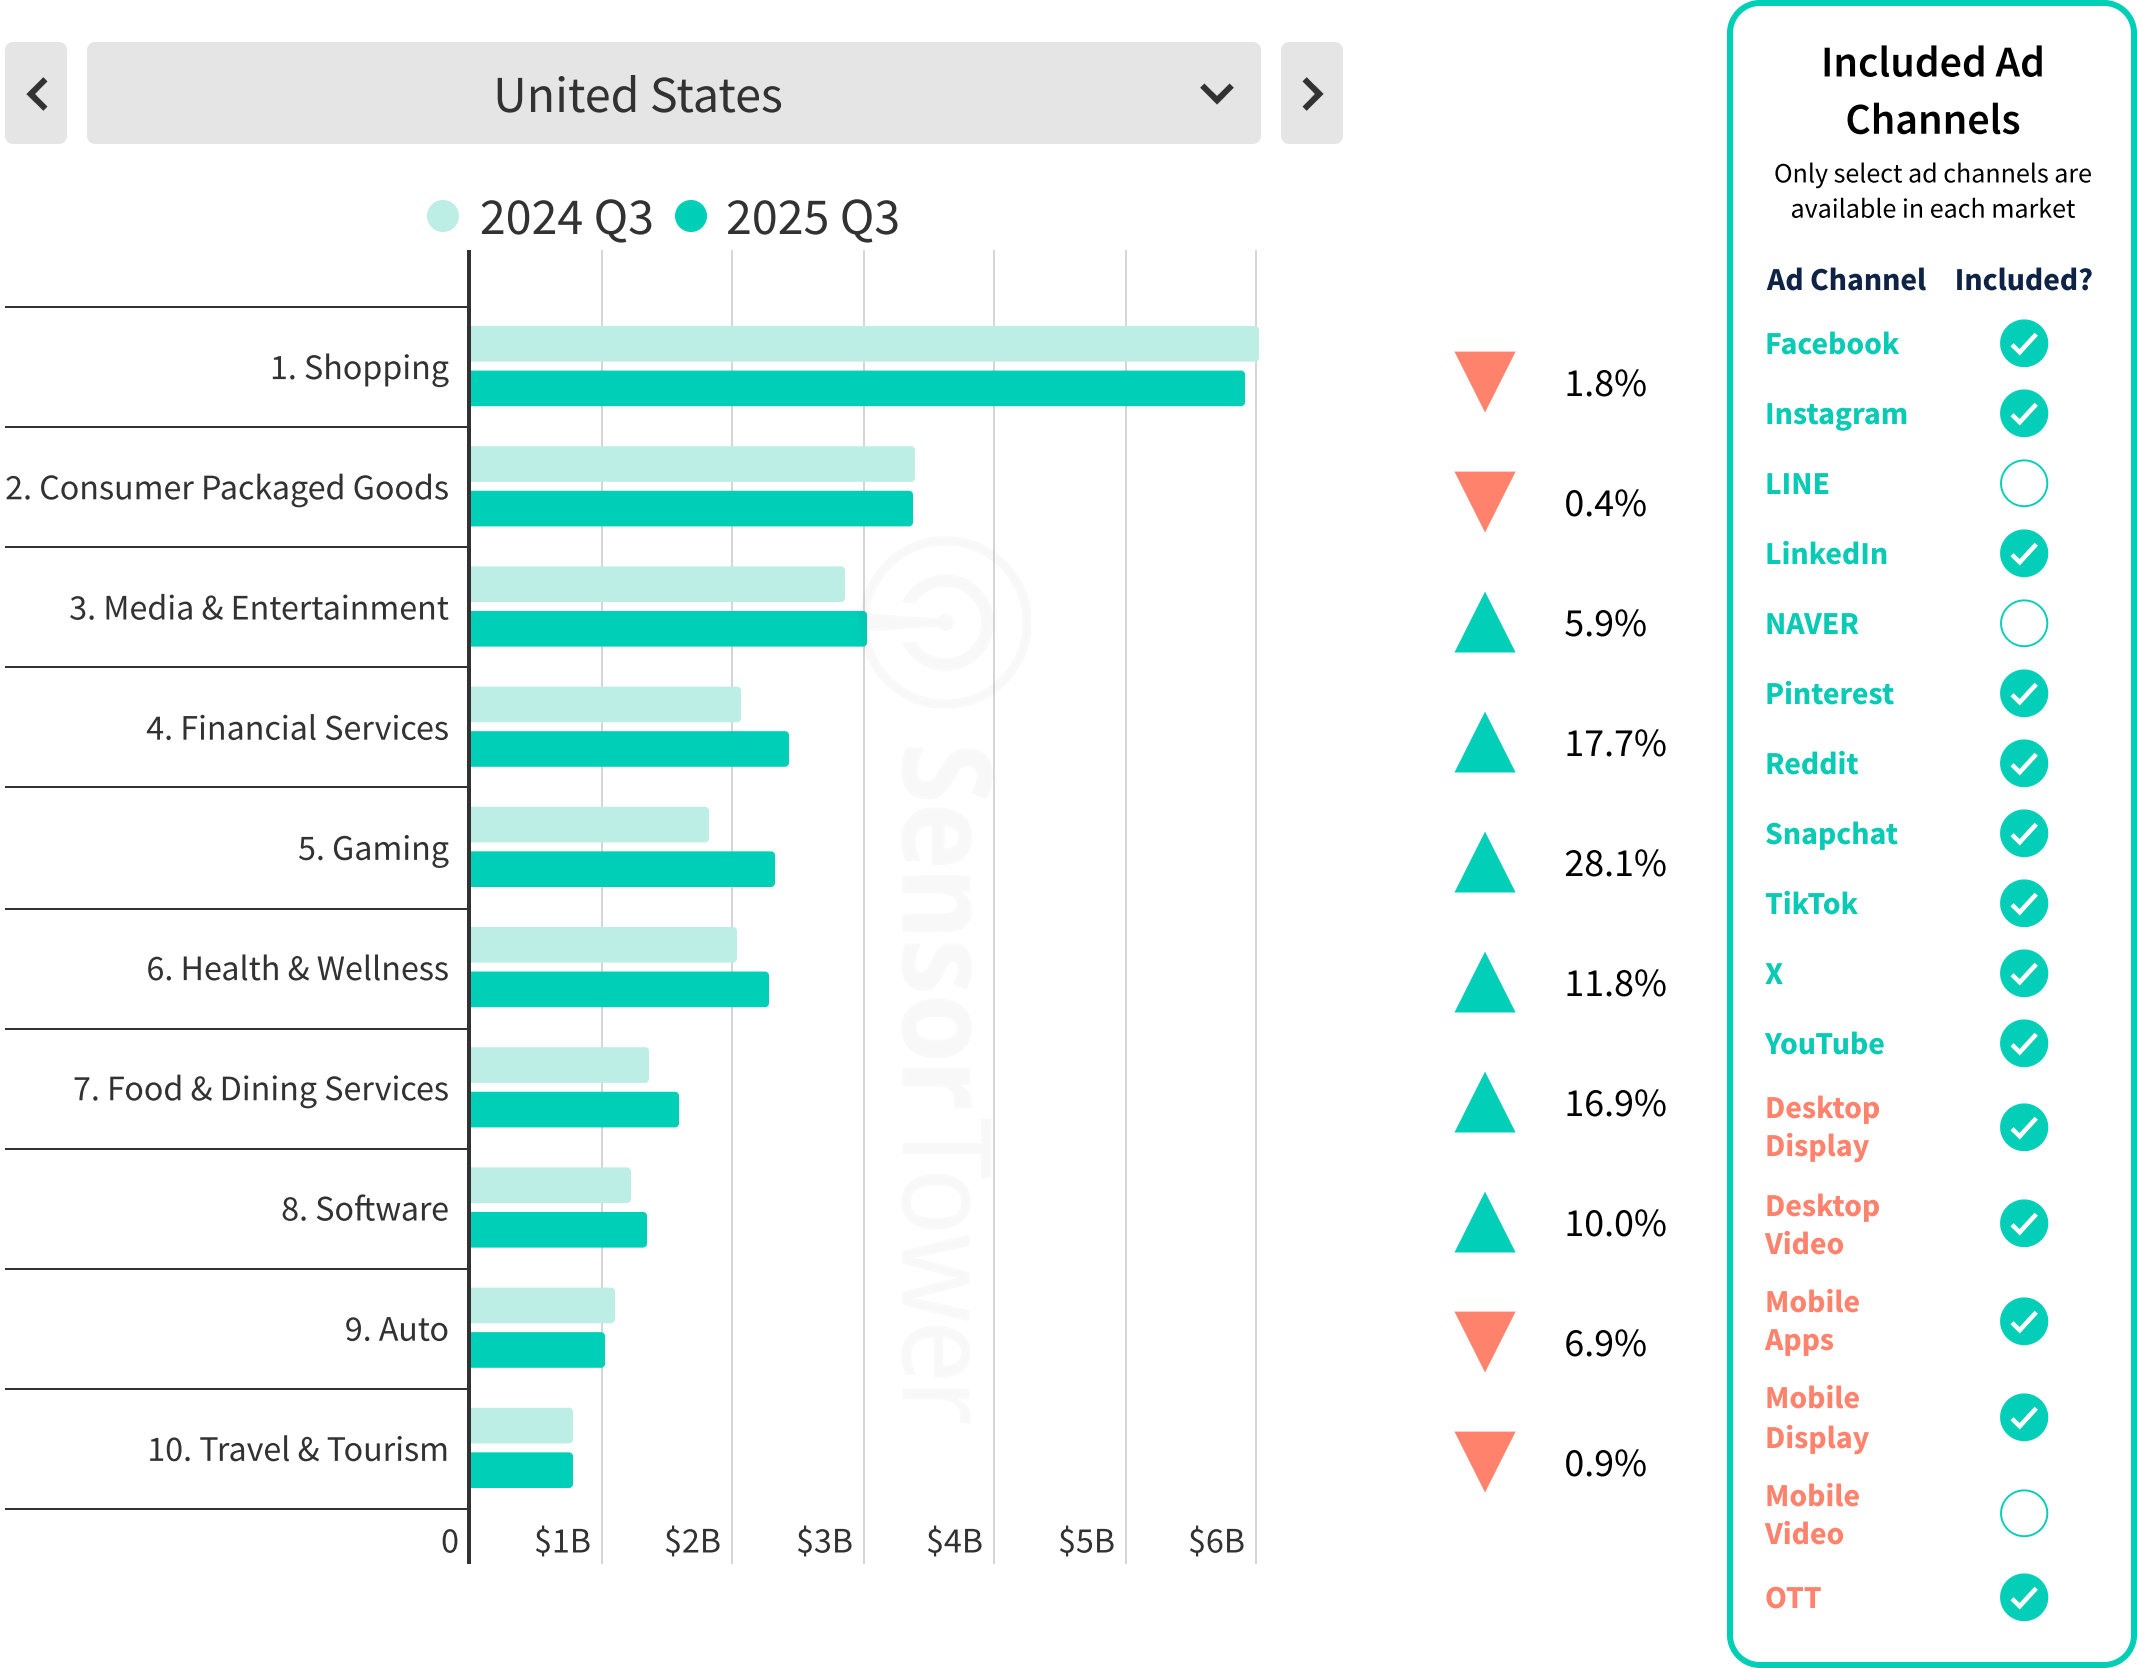 United States
2024 Q3
2025 Q3
1. Shopping
1.8%
2. Consumer Packaged Goods
0.4%
3. Media & Entertainment
5.9%
4. Financial Services
17.7%
5. Gaming
28.1%
6. Health & Wellness
11.8%
7. Food & Dining Services
16.9%
8. Software
10.0%
9. Auto
6.9%
10. Travel & Tourism
0.9%
0 $1B $2B $3B $4B $5B $6B
Sensor Tower
Included Ad
Channels
Only select ad channels are
available in each market
Ad Channel Included?
Facebook
Instagram
LINE
LinkedIn
NAVER
Pinterest
Reddit
Snapchat
TikTok
X
YouTube
Desktop
Display
Desktop
Video
Mobile
Apps
Mobile
Display
Mobile
Video
OTT